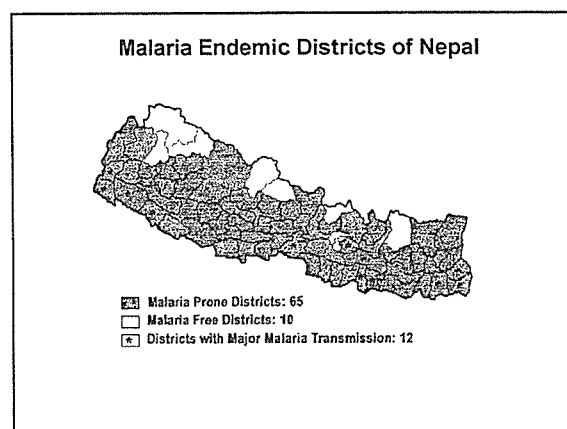 Malaria Endemic Districts of Nepal
Malaria Prone Districts: 65
Malaria Free Districts: 10
Districts with Major Malaria Transmission: 12